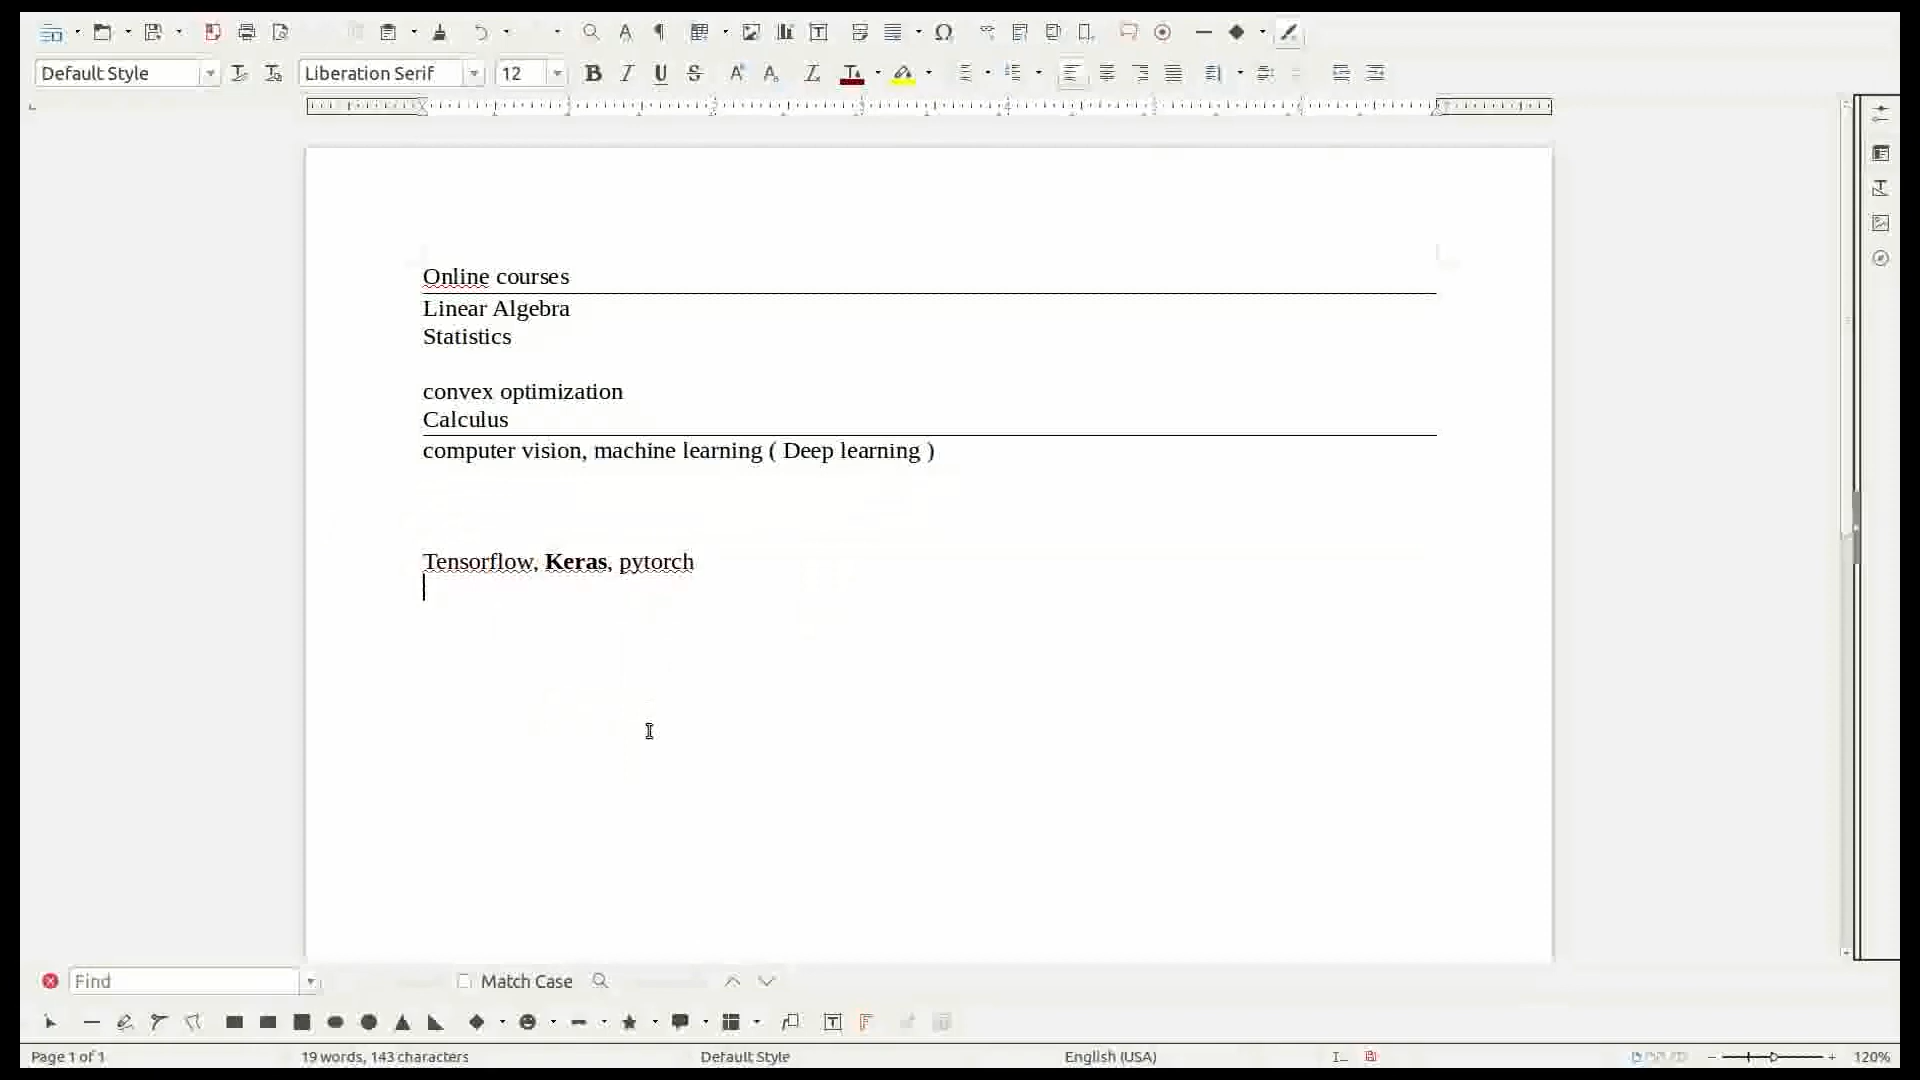 Default Style
Liberation Serif
12
Online courses
Linear Algebra
Statistics
convex optimization
Calculus
computer vision, machine learning ( Deep learning )
Tensorflow, Keras, pytorch
Find
Match Case
Page 1 of 1
19 words, 143 characters
Default Style
English (USA)
120%